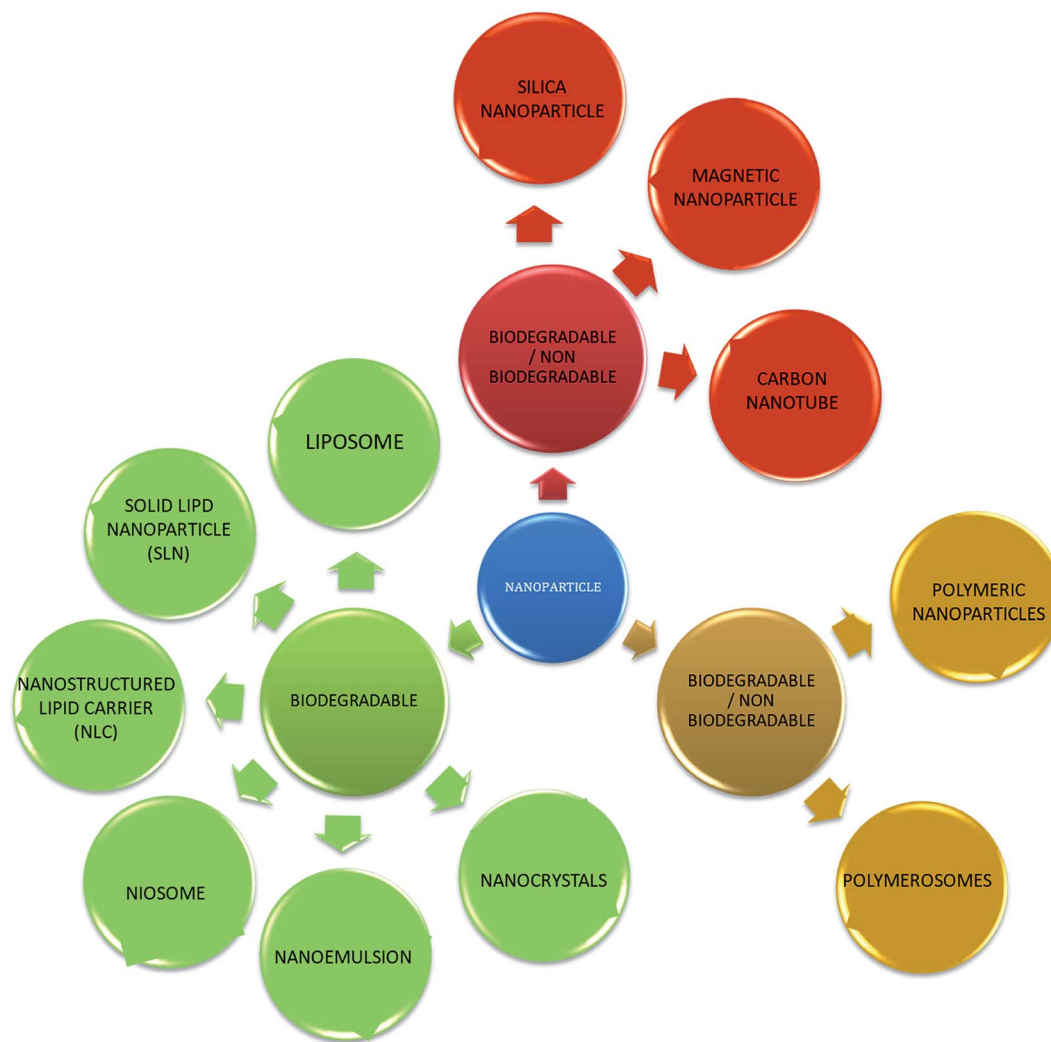 SILICA
NANOPARTICLE
MAGNETIC
NANOPARTICLE
BIODEGRADABLE
/ NON
BIODEGRADABLE
CARBON
NANOTUBE
LIPOSOME
SOLID LIPD
NANOPARTICLE
(SLN)
NANOPARTICLE
POLYMERIC
NANOPARTICLES
NANOSTRUCTURED
LIPID CARRIER
(NLC)
BIODEGRADABLE
BIODEGRADABLE
/ NON
BIODEGRADABLE
NIOSOME
NANOEMULSION
NANOCRYSTALS
POLYMEROSOMES